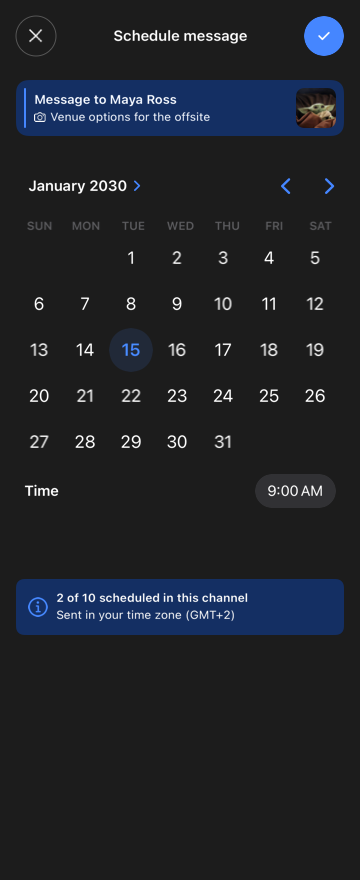 Schedule message
Message to Maya Ross
Venue options for the offsite
January 2030
SUN MON TUE WED THU FRI SAT
1 2 3 4 5
6 7 8 9 10 11 12
13 14 15 16 17 18 19
20 21 22 23 24 25 26
27 28 29 30 31
Time 9:00 AM
2 of 10 scheduled in this channel
Sent in your time zone (GMT+2)